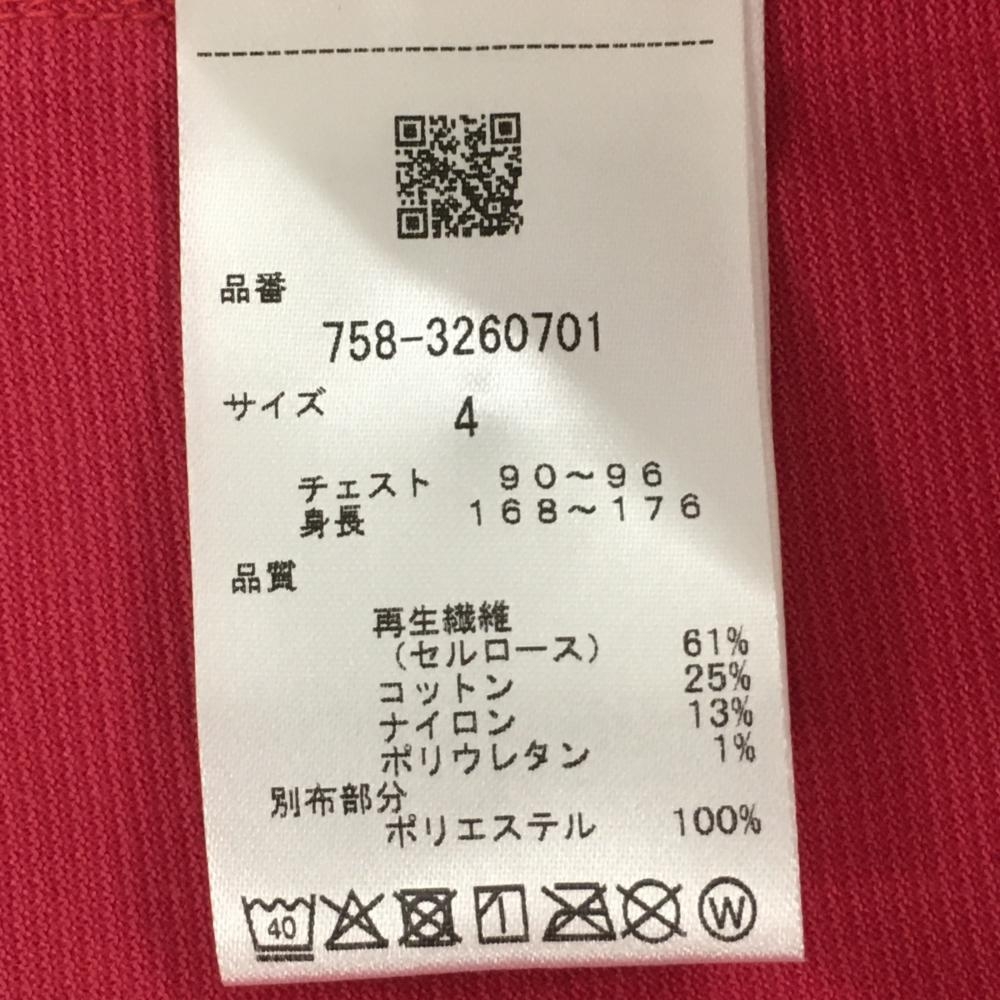 品番
758-3260701
サイズ 4
チェスト 90～96
身長 168～176
品質
再生繊維
（セルロース） 61%
コットン 25%
ナイロン 13%
ポリウレタン 1%
別布部分
ポリエステル 100%
40 W